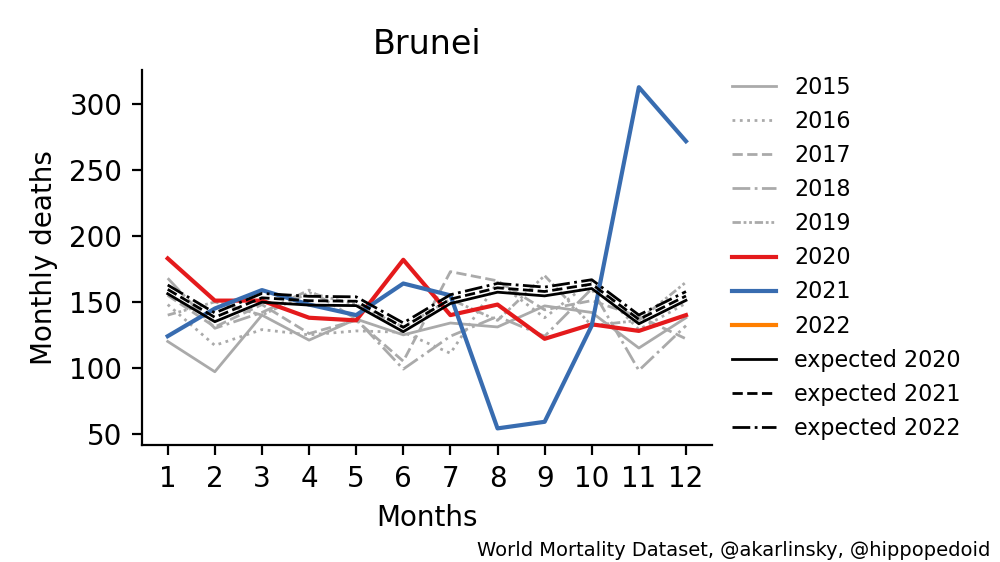 Brunei
Monthly deaths
300
250
200
150
100
50
1 2 3 4 5 6 7 8 9 10 11 12
Months
2015
2016
2017
2018
2019
2020
2021
2022
expected 2020
expected 2021
expected 2022
World Mortality Dataset, @akarlinsky, @hippopedoid